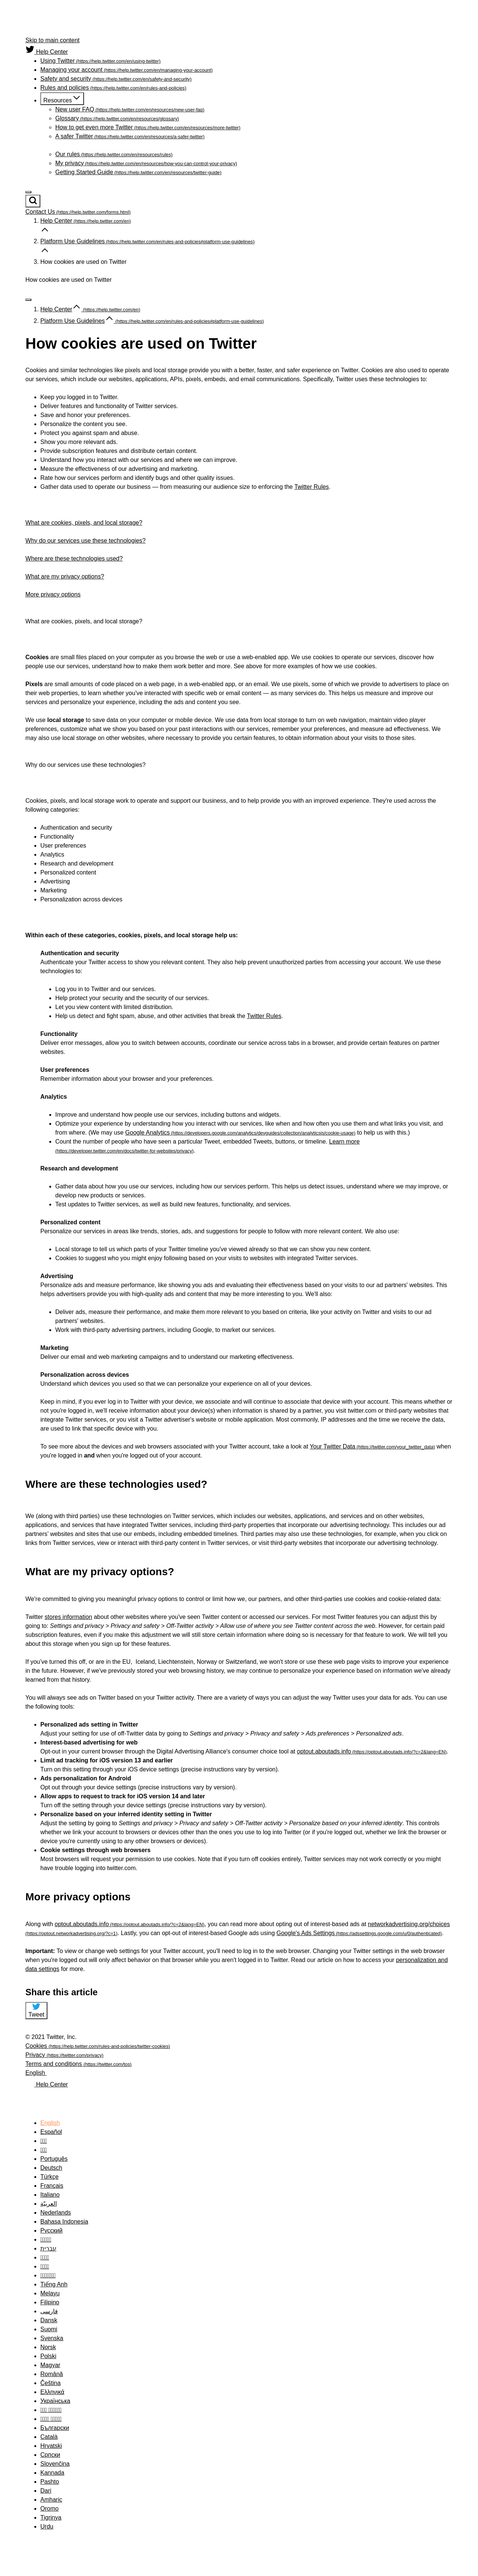 Skip to main content
Help Center
Using Twitter (https://help.twitter.com/en/using-twitter)
Managing your account (https://help.twitter.com/en/managing-your-account)
Safety and security (https://help.twitter.com/en/safety-and-security)
Rules and policies (https://help.twitter.com/en/rules-and-policies)
Resources
New user FAQ (https://help.twitter.com/en/resources/new-user-faq)
Glossary (https://help.twitter.com/en/resources/glossary)
How to get even more Twitter (https://help.twitter.com/en/resources/more-twitter)
A safer Twitter (https://help.twitter.com/en/resources/a-safer-twitter)
Our rules (https://help.twitter.com/en/resources/rules)
My privacy (https://help.twitter.com/en/resources/how-you-can-control-your-privacy)
Getting Started Guide (https://help.twitter.com/en/resources/twitter-guide)
Contact Us (https://help.twitter.com/forms.html)
1. Help Center (https://help.twitter.com/en)
2. Platform Use Guidelines (https://help.twitter.com/en/rules-and-policies#platform-use-guidelines)
3. How cookies are used on Twitter
How cookies are used on Twitter
1. Help Center (https://help.twitter.com/en)
2. Platform Use Guidelines (https://help.twitter.com/en/rules-and-policies#platform-use-guidelines)
How cookies are used on Twitter
Cookies and similar technologies like pixels and local storage provide you with a better, faster, and safer experience on Twitter. Cookies are also used to operate
our services, which include our websites, applications, APIs, pixels, embeds, and email communications. Specifically, Twitter uses these technologies to:
Keep you logged in to Twitter.
Deliver features and functionality of Twitter services.
Save and honor your preferences.
Personalize the content you see.
Protect you against spam and abuse.
Show you more relevant ads.
Provide subscription features and distribute certain content.
Understand how you interact with our services and where we can improve.
Measure the effectiveness of our advertising and marketing.
Rate how our services perform and identify bugs and other quality issues.
Gather data used to operate our business — from measuring our audience size to enforcing the Twitter Rules.
What are cookies, pixels, and local storage?
Why do our services use these technologies?
Where are these technologies used?
What are my privacy options?
More privacy options
What are cookies, pixels, and local storage?
Cookies are small files placed on your computer as you browse the web or use a web-enabled app. We use cookies to operate our services, discover how
people use our services, understand how to make them work better and more. See above for more examples of how we use cookies.
Pixels are small amounts of code placed on a web page, in a web-enabled app, or an email. We use pixels, some of which we provide to advertisers to place on
their web properties, to learn whether you've interacted with specific web or email content — as many services do. This helps us measure and improve our
services and personalize your experience, including the ads and content you see.
We use local storage to save data on your computer or mobile device. We use data from local storage to turn on web navigation, maintain video player
preferences, customize what we show you based on your past interactions with our services, remember your preferences, and measure ad effectiveness. We
may also use local storage on other websites, where necessary to provide you certain features, to obtain information about your visits to those sites.
Why do our services use these technologies?
Cookies, pixels, and local storage work to operate and support our business, and to help provide you with an improved experience. They're used across the
following categories:
Authentication and security
Functionality
User preferences
Analytics
Research and development
Personalized content
Advertising
Marketing
Personalization across devices
Within each of these categories, cookies, pixels, and local storage help us:
Authentication and security
Authenticate your Twitter access to show you relevant content. They also help prevent unauthorized parties from accessing your account. We use these
technologies to:
Log you in to Twitter and our services.
Help protect your security and the security of our services.
Let you view content with limited distribution.
Help us detect and fight spam, abuse, and other activities that break the Twitter Rules.
Functionality
Deliver error messages, allow you to switch between accounts, coordinate our service across tabs in a browser, and provide certain features on partner
websites.
User preferences
Remember information about your browser and your preferences.
Analytics
Improve and understand how people use our services, including buttons and widgets.
Optimize your experience by understanding how you interact with our services, like when and how often you use them and what links you visit, and
from where. (We may use Google Analytics (https://developers.google.com/analytics/devguides/collection/analyticsjs/cookie-usage) to help us with this.)
Count the number of people who have seen a particular Tweet, embedded Tweets, buttons, or timeline. Learn more
(https://developer.twitter.com/en/docs/twitter-for-websites/privacy).
Research and development
Gather data about how you use our services, including how our services perform. This helps us detect issues, understand where we may improve, or
develop new products or services.
Test updates to Twitter services, as well as build new features, functionality, and services.
Personalized content
Personalize our services in areas like trends, stories, ads, and suggestions for people to follow with more relevant content. We also use:
Local storage to tell us which parts of your Twitter timeline you've viewed already so that we can show you new content.
Cookies to suggest who you might enjoy following based on your visits to websites with integrated Twitter services.
Advertising
Personalize ads and measure performance, like showing you ads and evaluating their effectiveness based on your visits to our ad partners' websites. This
helps advertisers provide you with high-quality ads and content that may be more interesting to you. We'll also:
Deliver ads, measure their performance, and make them more relevant to you based on criteria, like your activity on Twitter and visits to our ad
partners' websites.
Work with third-party advertising partners, including Google, to market our services.
Marketing
Deliver our email and web marketing campaigns and to understand our marketing effectiveness.
Personalization across devices
Understand which devices you used so that we can personalize your experience on all of your devices.
Keep in mind, if you ever log in to Twitter with your device, we associate and will continue to associate that device with your account. This means whether or
not you're logged in, we'll receive information about your device(s) when information is shared by a partner, you visit twitter.com or third-party websites that
integrate Twitter services, or you visit a Twitter advertiser's website or mobile application. Most commonly, IP addresses and the time we receive the data,
are used to link that specific device with you.
To see more about the devices and web browsers associated with your Twitter account, take a look at Your Twitter Data (https://twitter.com/your_twitter_data) when
you're logged in and when you're logged out of your account.
Where are these technologies used?
We (along with third parties) use these technologies on Twitter services, which includes our websites, applications, and services and on other websites,
applications, and services that have integrated Twitter services, including third-party properties that incorporate our advertising technology. This includes our ad
partners' websites and sites that use our embeds, including embedded timelines. Third parties may also use these technologies, for example, when you click on
links from Twitter services, view or interact with third-party content in Twitter services, or visit third-party websites that incorporate our advertising technology.
What are my privacy options?
We're committed to giving you meaningful privacy options to control or limit how we, our partners, and other third-parties use cookies and cookie-related data:
Twitter stores information about other websites where you've seen Twitter content or accessed our services. For most Twitter features you can adjust this by
going to: Settings and privacy > Privacy and safety > Off-Twitter activity > Allow use of where you see Twitter content across the web. However, for certain paid
subscription features, even if you make this adjustment we will still store certain information where doing so is necessary for that feature to work. We will tell you
about this storage when you sign up for these features.
If you've turned this off, or are in the EU,  Iceland, Liechtenstein, Norway or Switzerland, we won't store or use these web page visits to improve your experience
in the future. However, if we've previously stored your web browsing history, we may continue to personalize your experience based on information we've already
learned from that history.
You will always see ads on Twitter based on your Twitter activity. There are a variety of ways you can adjust the way Twitter uses your data for ads. You can use
the following tools:
Personalized ads setting in Twitter
Adjust your setting for use of off-Twitter data by going to Settings and privacy > Privacy and safety > Ads preferences > Personalized ads.
Interest-based advertising for web
Opt-out in your current browser through the Digital Advertising Alliance's consumer choice tool at optout.aboutads.info (https://optout.aboutads.info/?c=2&lang=EN).
Limit ad tracking for iOS version 13 and earlier
Turn on this setting through your iOS device settings (precise instructions vary by version).
Ads personalization for Android
Opt out through your device settings (precise instructions vary by version).
Allow apps to request to track for iOS version 14 and later
Turn off the setting through your device settings (precise instructions vary by version).
Personalize based on your inferred identity setting in Twitter
Adjust the setting by going to Settings and privacy > Privacy and safety > Off-Twitter activity > Personalize based on your inferred identity. This controls
whether we link your account to browsers or devices other than the ones you use to log into Twitter (or if you're logged out, whether we link the browser or
device you're currently using to any other browsers or devices).
Cookie settings through web browsers
Most browsers will request your permission to use cookies. Note that if you turn off cookies entirely, Twitter services may not work correctly or you might
have trouble logging into twitter.com.
More privacy options
Along with optout.aboutads.info (https://optout.aboutads.info/?c=2&lang=EN), you can read more about opting out of interest-based ads at networkadvertising.org/choices
(https://optout.networkadvertising.org/?c=1). Lastly, you can opt-out of interest-based Google ads using Google's Ads Settings (https://adssettings.google.com/u/0/authenticated).
Important: To view or change web settings for your Twitter account, you'll need to log in to the web browser. Changing your Twitter settings in the web browser
when you're logged out will only affect behavior on that browser while you aren't logged in to Twitter. Read our article on how to access your personalization and
data settings for more.
Share this article
Tweet
© 2021 Twitter, Inc.
Cookies (https://help.twitter.com/rules-and-policies/twitter-cookies)
Privacy (https://twitter.com/privacy)
Terms and conditions (https://twitter.com/tos)
English
Help Center
English
Español
Português
Deutsch
Türkçe
Français
Italiano
العربيّة
Nederlands
Bahasa Indonesia
Русский
עברית
Tiếng Anh
Melayu
Filipino
فارسی
Dansk
Suomi
Svenska
Norsk
Polski
Magyar
Română
Čeština
Ελληνικά
Українська
Български
Català
Hrvatski
Српски
Slovenčina
Kannada
Pashto
Dari
Amharic
Oromo
Tigrinya
Urdu